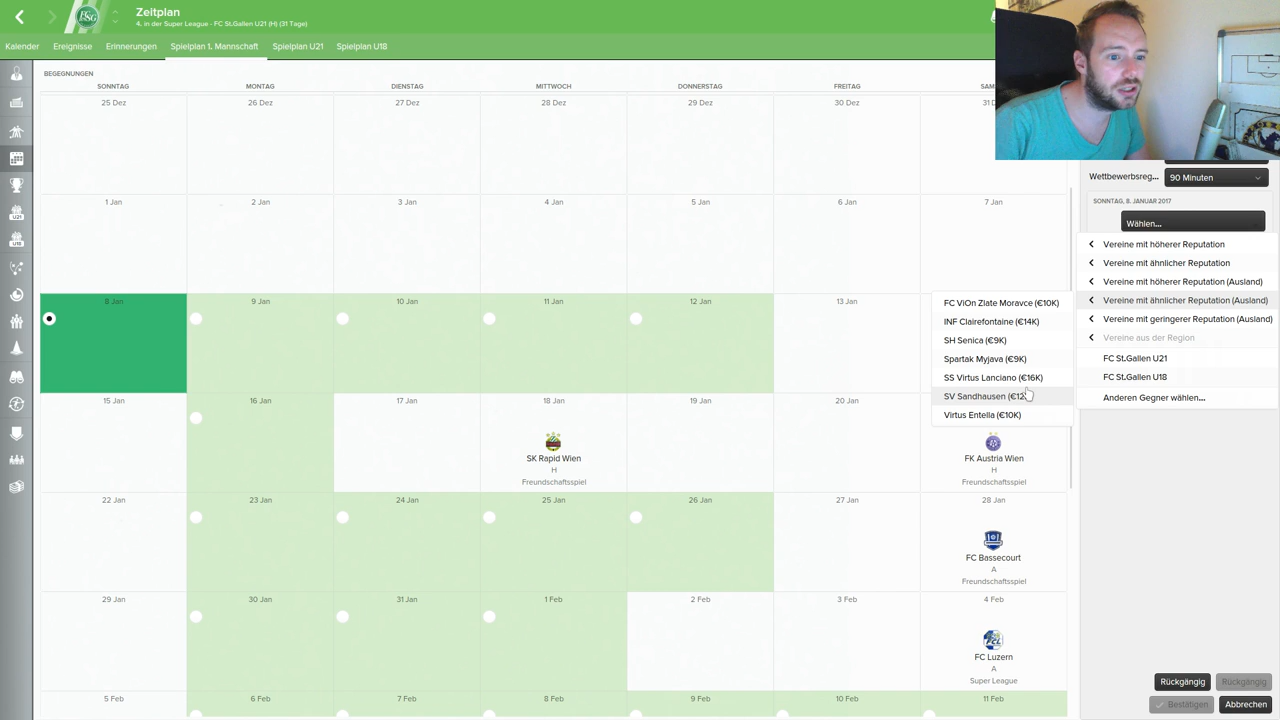 Zeitplan
4. in der Super League - FC St.Gallen U21 (H) (31 Tage)
Kalender Ereignisse Erinnerungen Spielplan 1. Mannschaft Spielplan U21 Spielplan U18
BEGEGNUNGEN
SONNTAG MONTAG DIENSTAG MITTWOCH DONNERSTAG FREITAG
25 Dez 26 Dez 27 Dez 28 Dez 29 Dez 30 Dez
1 Jan 2 Jan 3 Jan 4 Jan 5 Jan 6 Jan 7 Jan
8 Jan 9 Jan 10 Jan 11 Jan 12 Jan 13 Jan
15 Jan 16 Jan 17 Jan 18 Jan 19 Jan 20 Jan
SK Rapid Wien FK Austria Wien
H H
Freundschaftsspiel Freundschaftsspiel
22 Jan 23 Jan 24 Jan 25 Jan 26 Jan 27 Jan 28 Jan
FC Bassecourt
A
Freundschaftsspiel
29 Jan 30 Jan 31 Jan 1 Feb 2 Feb 3 Feb 4 Feb
FC Luzern
A
Super League
5 Feb 6 Feb 7 Feb 8 Feb 9 Feb 10 Feb 11 Feb
Wettbewerbsreg... 90 Minuten
SONNTAG, 8. JANUAR 2017
Wählen...
Vereine mit höherer Reputation
Vereine mit ähnlicher Reputation
Vereine mit höherer Reputation (Ausland)
Vereine mit ähnlicher Reputation (Ausland)
Vereine mit geringerer Reputation (Ausland)
Vereine aus der Region
FC St.Gallen U21
FC St.Gallen U18
Anderen Gegner wählen...
FC ViOn Zlate Moravce (€10K)
INF Clairefontaine (€14K)
SH Senica (€9K)
Spartak Myjava (€9K)
SS Virtus Lanciano (€16K)
SV Sandhausen
Virtus Entella (€10K)
Rückgängig Rückgängig
Bestätigen Abbrechen
U21
U18